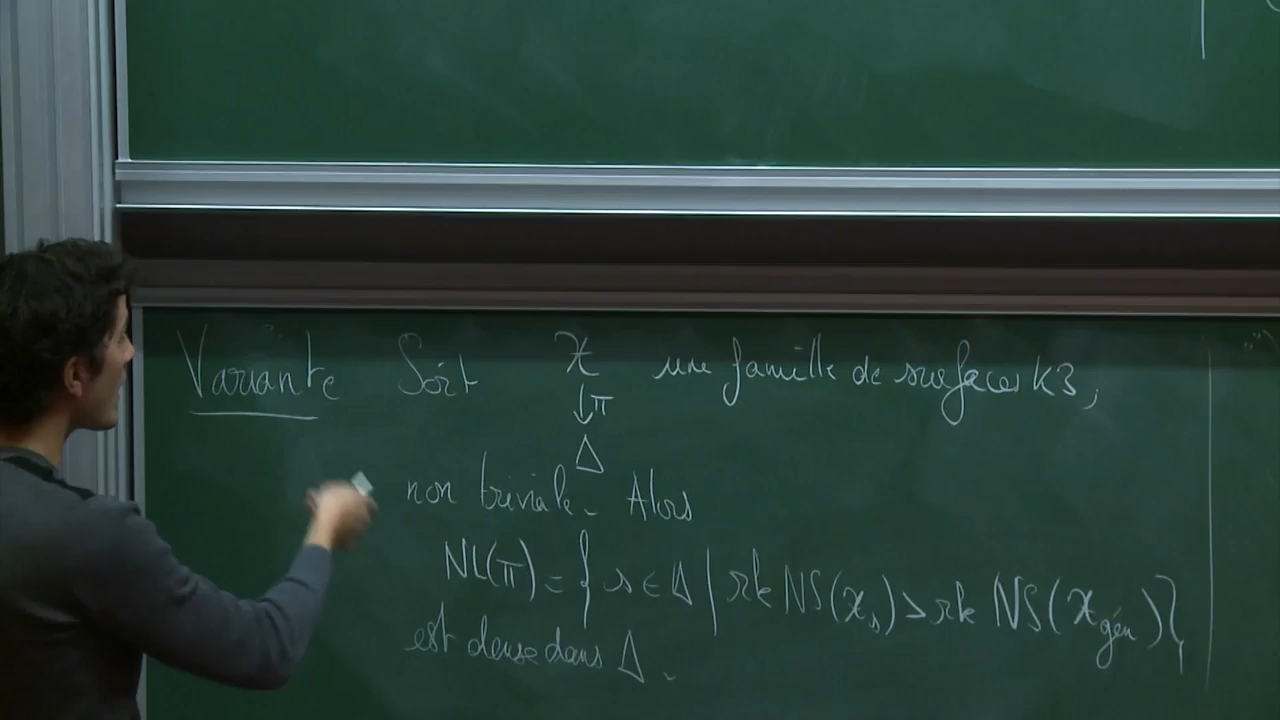 Variante Soit 𝒳 une famille de surfaces K3,
↓π
Δ
non triviale. Alors
NL(π) = { s ∈ Δ | rk NS(𝒳_s) > rk NS(𝒳_gén) }
est dense dans Δ.